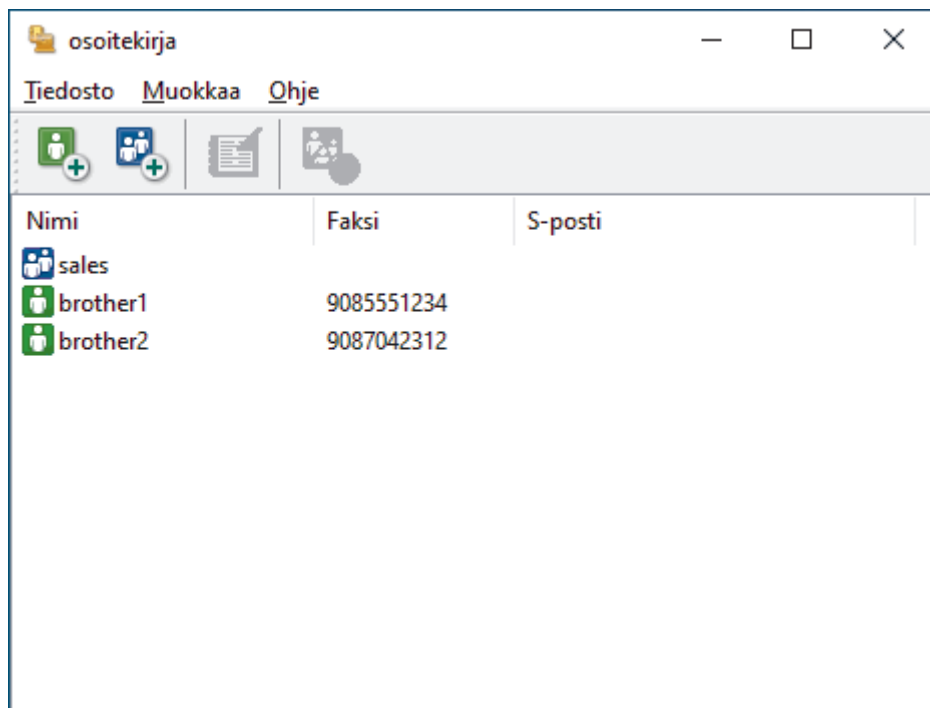 osoitekirja
Tiedosto Muokkaa Ohje
Nimi Faksi S-posti
sales
brother1 9085551234
brother2 9087042312